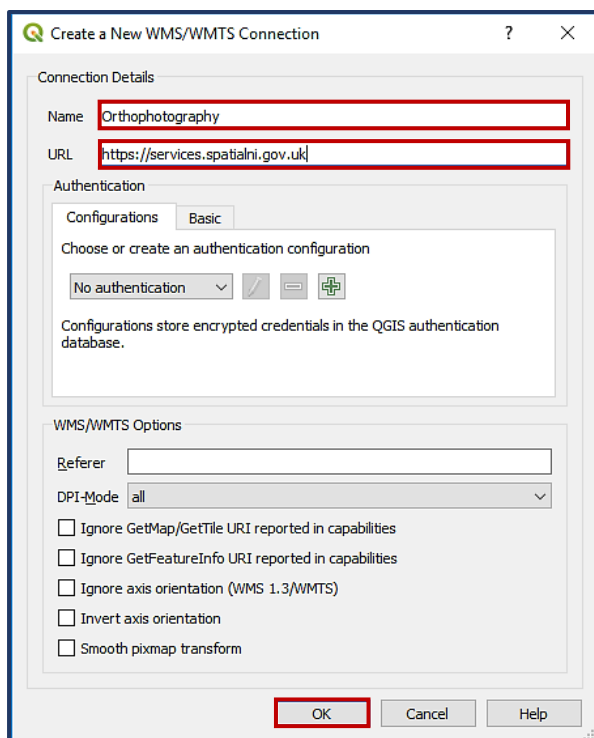 Create a New WMS/WMTS Connection ?
Connection Details
Name Orthophotography
URL https://services.spatialni.gov.uk
Authentication
Configurations Basic
Choose or create an authentication configuration
No authentication
Configurations store encrypted credentials in the QGIS authentication
database.
WMS/WMTS Options
Referer
DPI-Mode all
Ignore GetMap/GetTile URI reported in capabilities
Ignore GetFeatureInfo URI reported in capabilities
Ignore axis orientation (WMS 1.3/WMTS)
Invert axis orientation
Smooth pixmap transform
OK Cancel Help